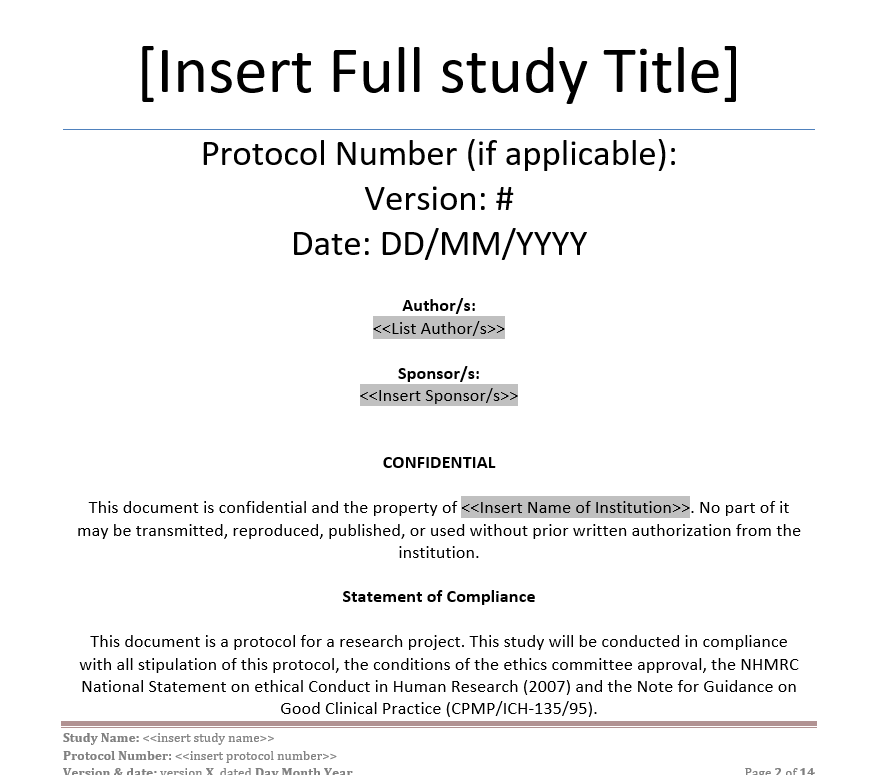 [Insert Full study Title]
Protocol Number (if applicable):
Version: #
Date: DD/MM/YYYY
Author/s:
<<List Author/s>>
Sponsor/s:
<<Insert Sponsor/s>>
CONFIDENTIAL
This document is confidential and the property of <<Insert Name of Institution>>. No part of it
may be transmitted, reproduced, published, or used without prior written authorization from the
institution.
Statement of Compliance
This document is a protocol for a research project. This study will be conducted in compliance
with all stipulation of this protocol, the conditions of the ethics committee approval, the NHMRC
National Statement on ethical Conduct in Human Research (2007) and the Note for Guidance on
Good Clinical Practice (CPMP/ICH-135/95).
Study Name: <<insert study name>>
Protocol Number: <<insert protocol number>>
Version & date: version X, dated Day Month Year
Page 2 of 14